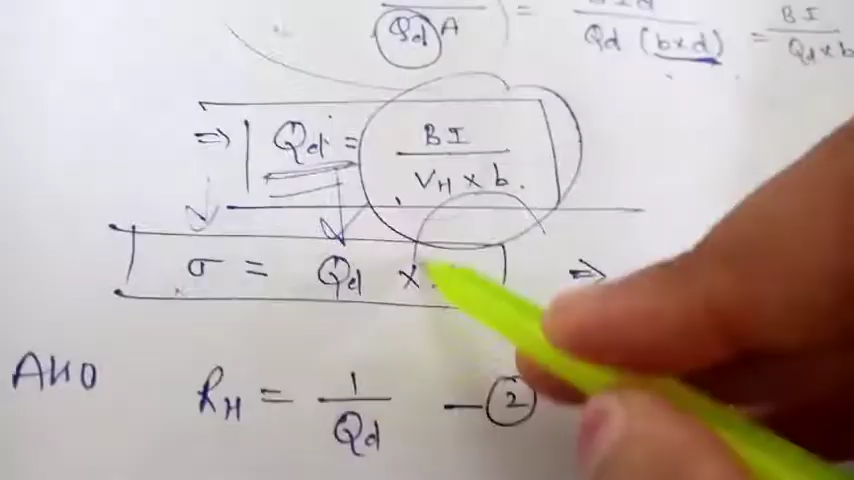 Qd A ) = Qd (b×d) = BI / Qd × b
⇒ Qd = BI / VH × b.
σ = Qd × ⇒
Also RH = 1 / Qd — ②